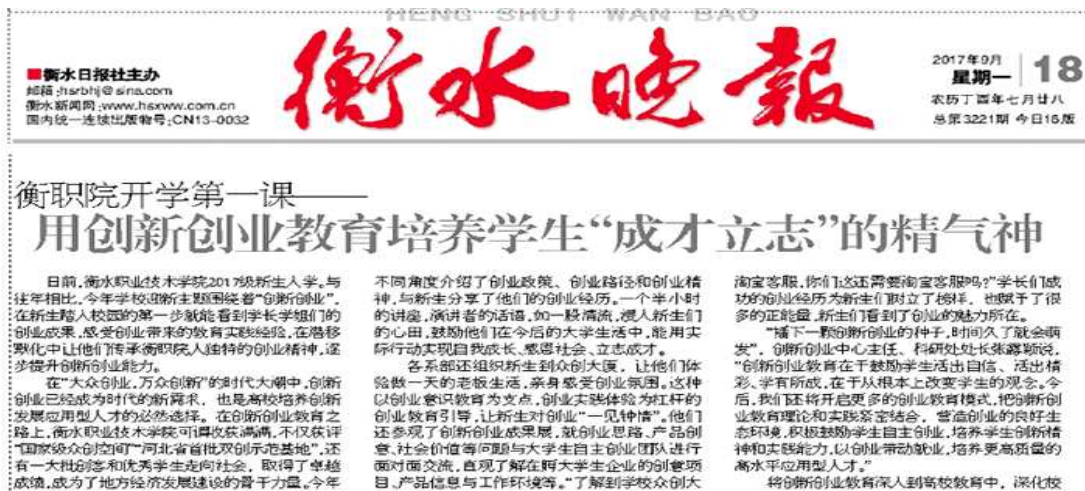 HENG SHUI WAN BAO
■衡水日报社主办
邮箱:hsrbhj@sina.com
衡水新闻网:www.hsxww.com.cn
国内统一连续出版物号:CN13-0032
衡水晚报
2017年9月
星期一
18
农历丁酉年七月廿八
总第3221期 今日16版
衡职院开学第一课——
用创新创业教育培养学生“成才立志”的精气神
日前,衡水职业技术学院2017级新生入学。与
往年相比,今年学校迎新主题围绕着“创新创业”,
在新生踏入校园的第一步就能看到学长学姐们的
创业成果,感受创业带来的教育实践经验,在潜移
默化中让他们传承衡职院人独特的创业精神,逐
步提升创新创业能力。
在“大众创业,万众创新”的时代大潮中,创新
创业已经成为时代的新需求，也是高校培养创新
发展应用型人才的必然选择。在创新创业教育之
路上,衡水职业技术学院可谓收获满满,不仅获评
“国家级众创空间”“河北省首批双创示范基地”,还
有一大批创客和优秀学生走向社会，取得了卓越
成绩,成为了地方经济发展建设的骨干力量。今年
不同角度介绍了创业政策、创业路径和创业精
神,与新生分享了他们的创业经历。一个半小时
的讲座,演讲者的话语,如一股清流,浸入新生们
的心田,鼓励他们在今后的大学生活中,能用实
际行动实现自我成长、感恩社会、立志成才。
各系部还组织新生到众创大厦，让他们体
验做一天的老板生活,亲身感受创业氛围。这种
以创业意识教育为支点,创业实践体验为杠杆的
创业教育引导,让新生对创业“一见钟情”。他们
还参观了创新创业成果展,就创业思路、产品创
意、社会价值等问题与大学生自主创业团队进行
面对面交流,直观了解在孵大学生企业的创意项
目、产品信息与工作环境等。“了解到学校众创大
淘宝客服,你们这还需要淘宝客服吗?”学长们成
功的创业经历为新生们树立了榜样，也赋予了很
多的正能量,新生们看到了创业的魅力所在。
“播下一颗创新创业的种子,时间久了就会萌
发”，创新创业中心主任、科研处处长张露颖说,
“创新创业教育在于鼓励学生活出自信、活出精
彩、学有所成,在于从根本上改变学生的观念。今
后,我们还将开启更多的创业教育模式,把创新创
业教育理论和实践紧密结合，营造创业的良好生
态环境,积极鼓励学生自主创业,培养学生创新精
神和实践能力,以创业带动就业,培养更高质量的
高水平应用型人才。”
将创新创业教育深入到高校教育中，深化校